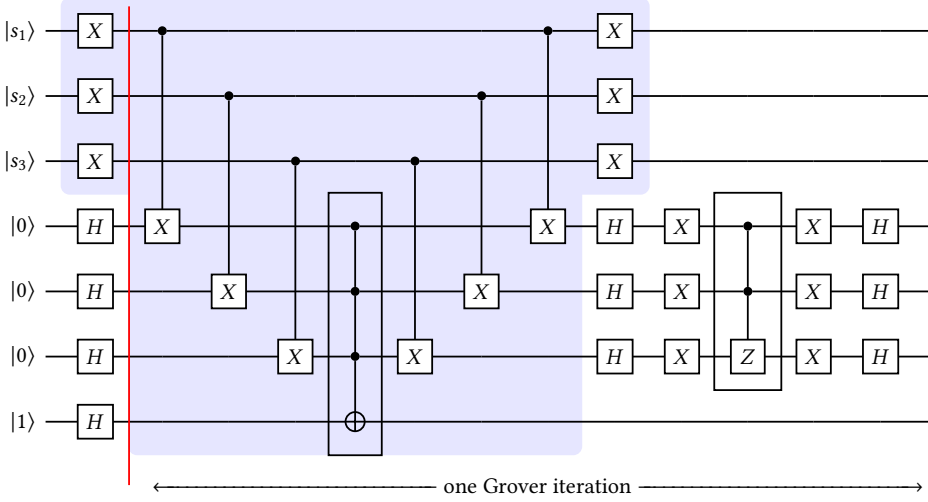 |s₁⟩ X X
|s₂⟩ X X
|s₃⟩ X X
|0⟩ H X X H X X H
|0⟩ H X X H X X H
|0⟩ H X X H X Z X H
|1⟩ H
one Grover iteration